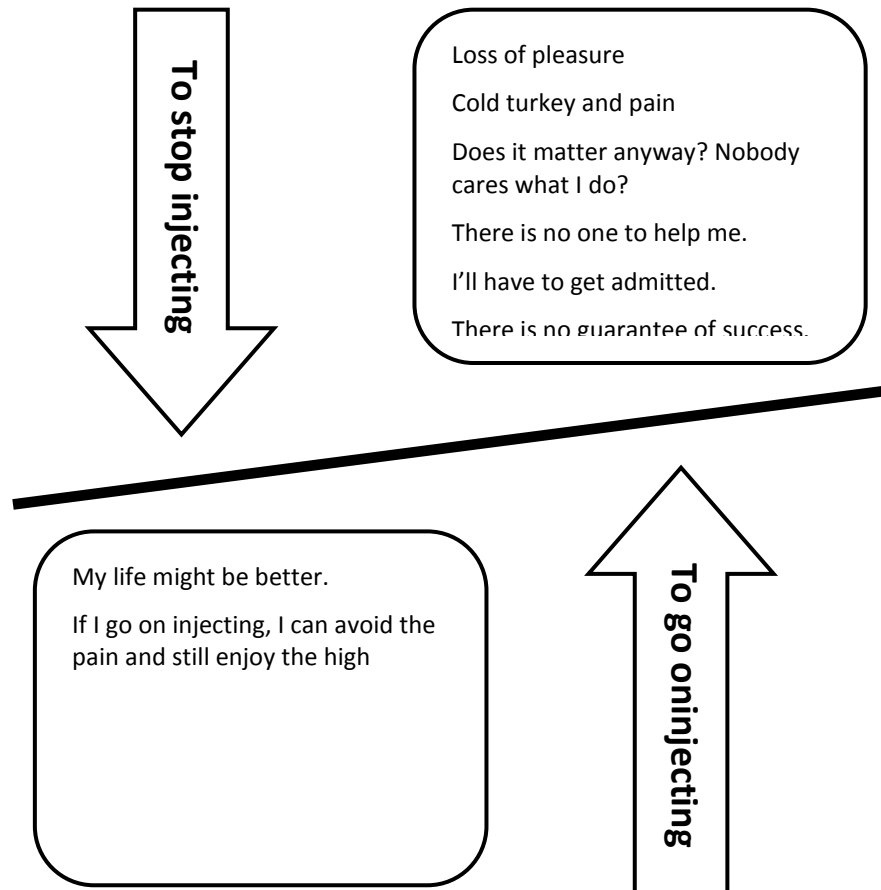 To stop injecting
Loss of pleasure
Cold turkey and pain
Does it matter anyway? Nobody
cares what I do?
There is no one to help me.
I'll have to get admitted.
There is no guarantee of success.
My life might be better.
If I go on injecting, I can avoid the
pain and still enjoy the high
To go oninjecting